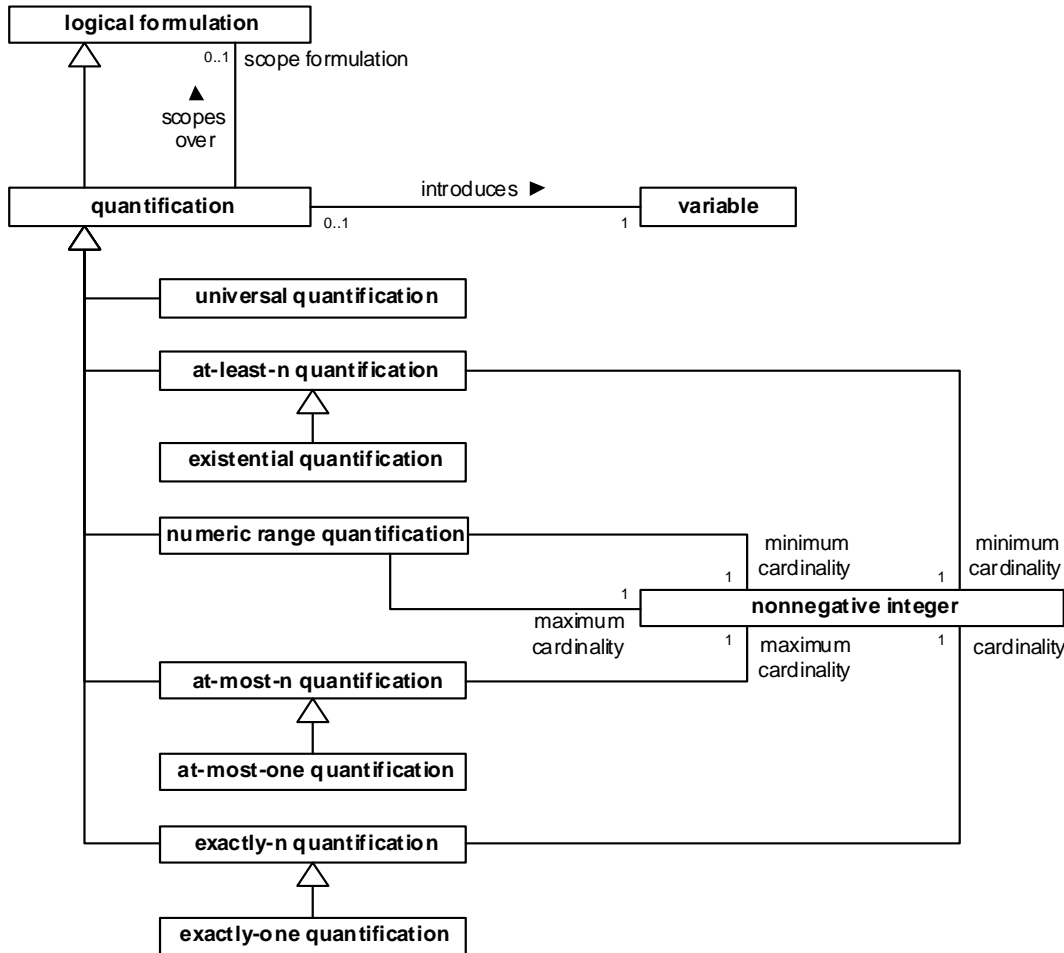 logical formulation
0..1
scope formulation
▲
scopes
over
quantification
introduces ►
0..1
1
variable
universal quantification
at-least-n quantification
existential quantification
numeric range quantification
minimum
cardinality
1
minimum
cardinality
1
1
nonnegative integer
maximum
cardinality
1
maximum
cardinality
1
cardinality
at-most-n quantification
at-most-one quantification
exactly-n quantification
exactly-one quantification